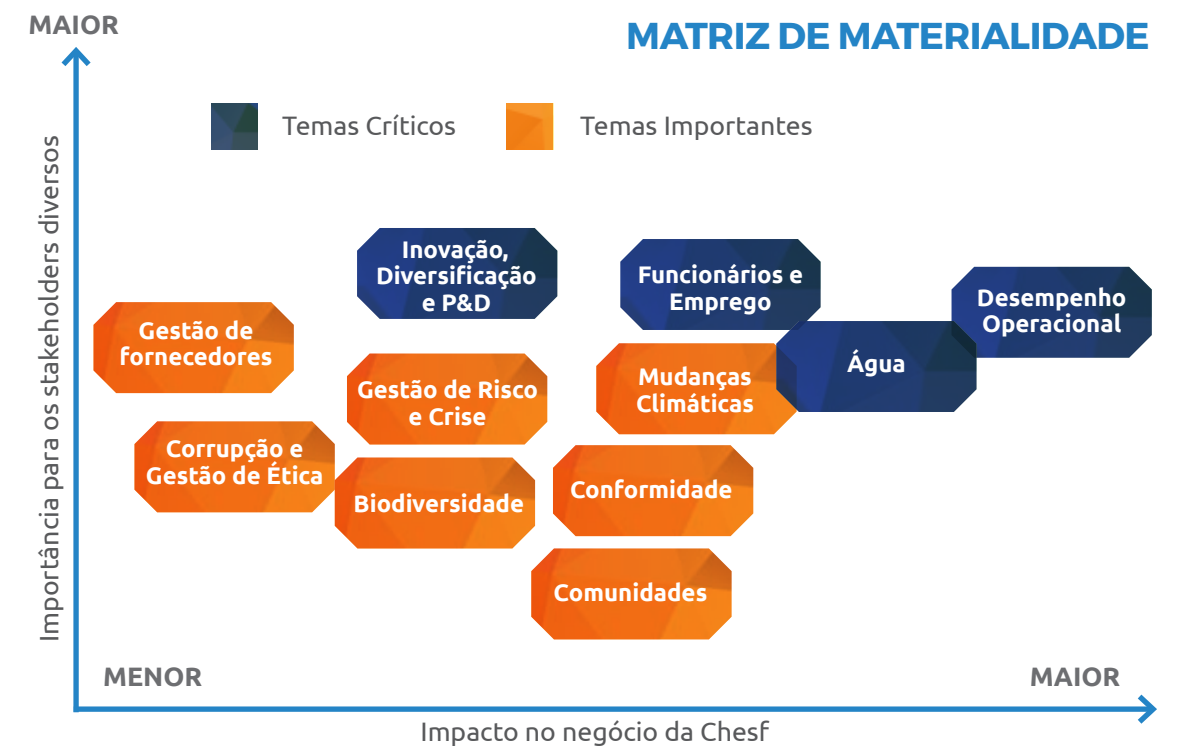 MAIOR
MATRIZ DE MATERIALIDADE
Temas Críticos
Temas Importantes
Importância para os stakeholders diversos
Inovação,
Diversificação
e P&D
Funcionários e
Emprego
Desempenho
Operacional
Gestão de
fornecedores
Água
Gestão de Risco
e Crise
Mudanças
Climáticas
Corrupção e
Gestão de Ética
Biodiversidade
Conformidade
Comunidades
MENOR
MAIOR
Impacto no negócio da Chesf